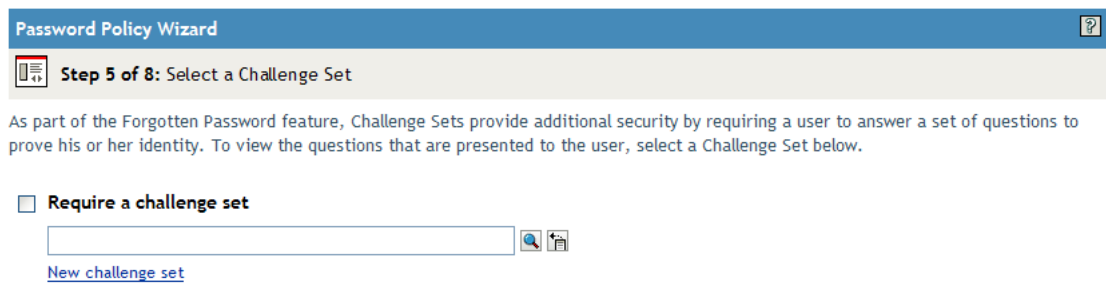 Password Policy Wizard
?
Step 5 of 8: Select a Challenge Set
As part of the Forgotten Password feature, Challenge Sets provide additional security by requiring a user to answer a set of questions to
prove his or her identity. To view the questions that are presented to the user, select a Challenge Set below.
Require a challenge set
New challenge set